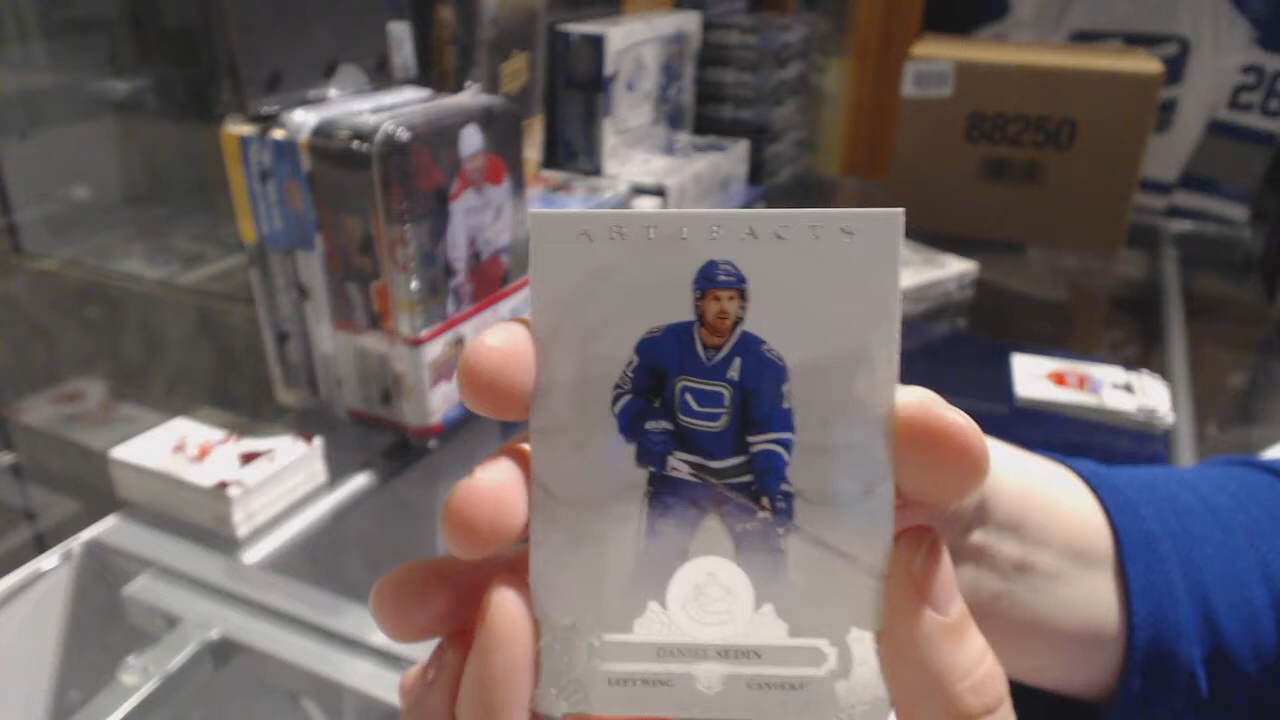 26
88250
ARTIFACTS
A
DANIEL SEDIN
LEFT WING CANUCKS